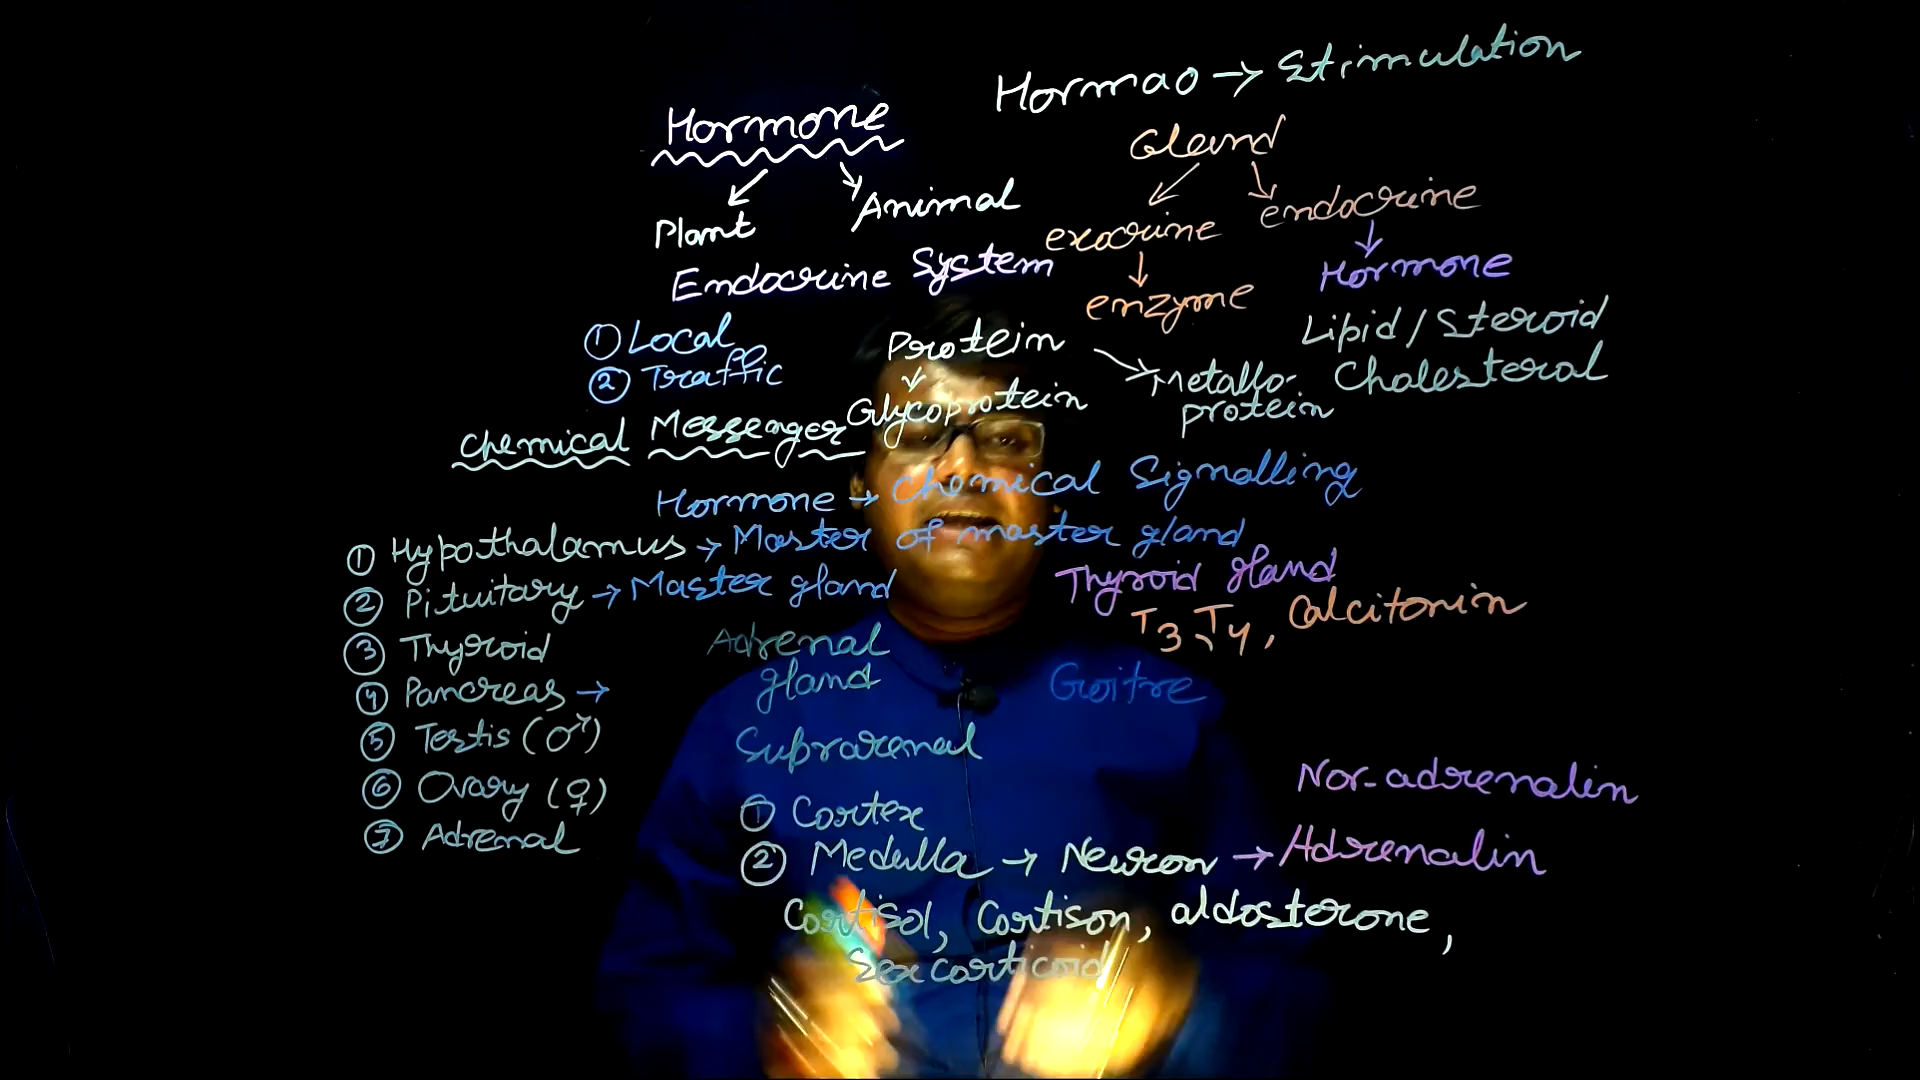 Hormao → Stimulation
Hormone
Plant
Animal
Gland
exocrine
endocrine
enzyme
Hormone
Endocrine System
① Local
② Traffic
Protein
Glycoprotein
Metallo-
protein
Lipid / Steroid
Cholesteral
Chemical Messenger
Hormone → Chemical Signalling
① Hypothalamus → Master of master gland
② Pituitary → Master gland
③ Thyroid
④ Pancreas →
⑤ Testis (♂)
⑥ Ovary (♀)
⑦ Adrenal
Thyroid gland
T3, T4, Calcitonin
Goitre
Adrenal
gland
Suprarenal
① Cortex
② Medulla → Neuron → Adrenalin
Nor-adrenalin
Cortisol, Cortison, aldosterone,
Sexcorticoid